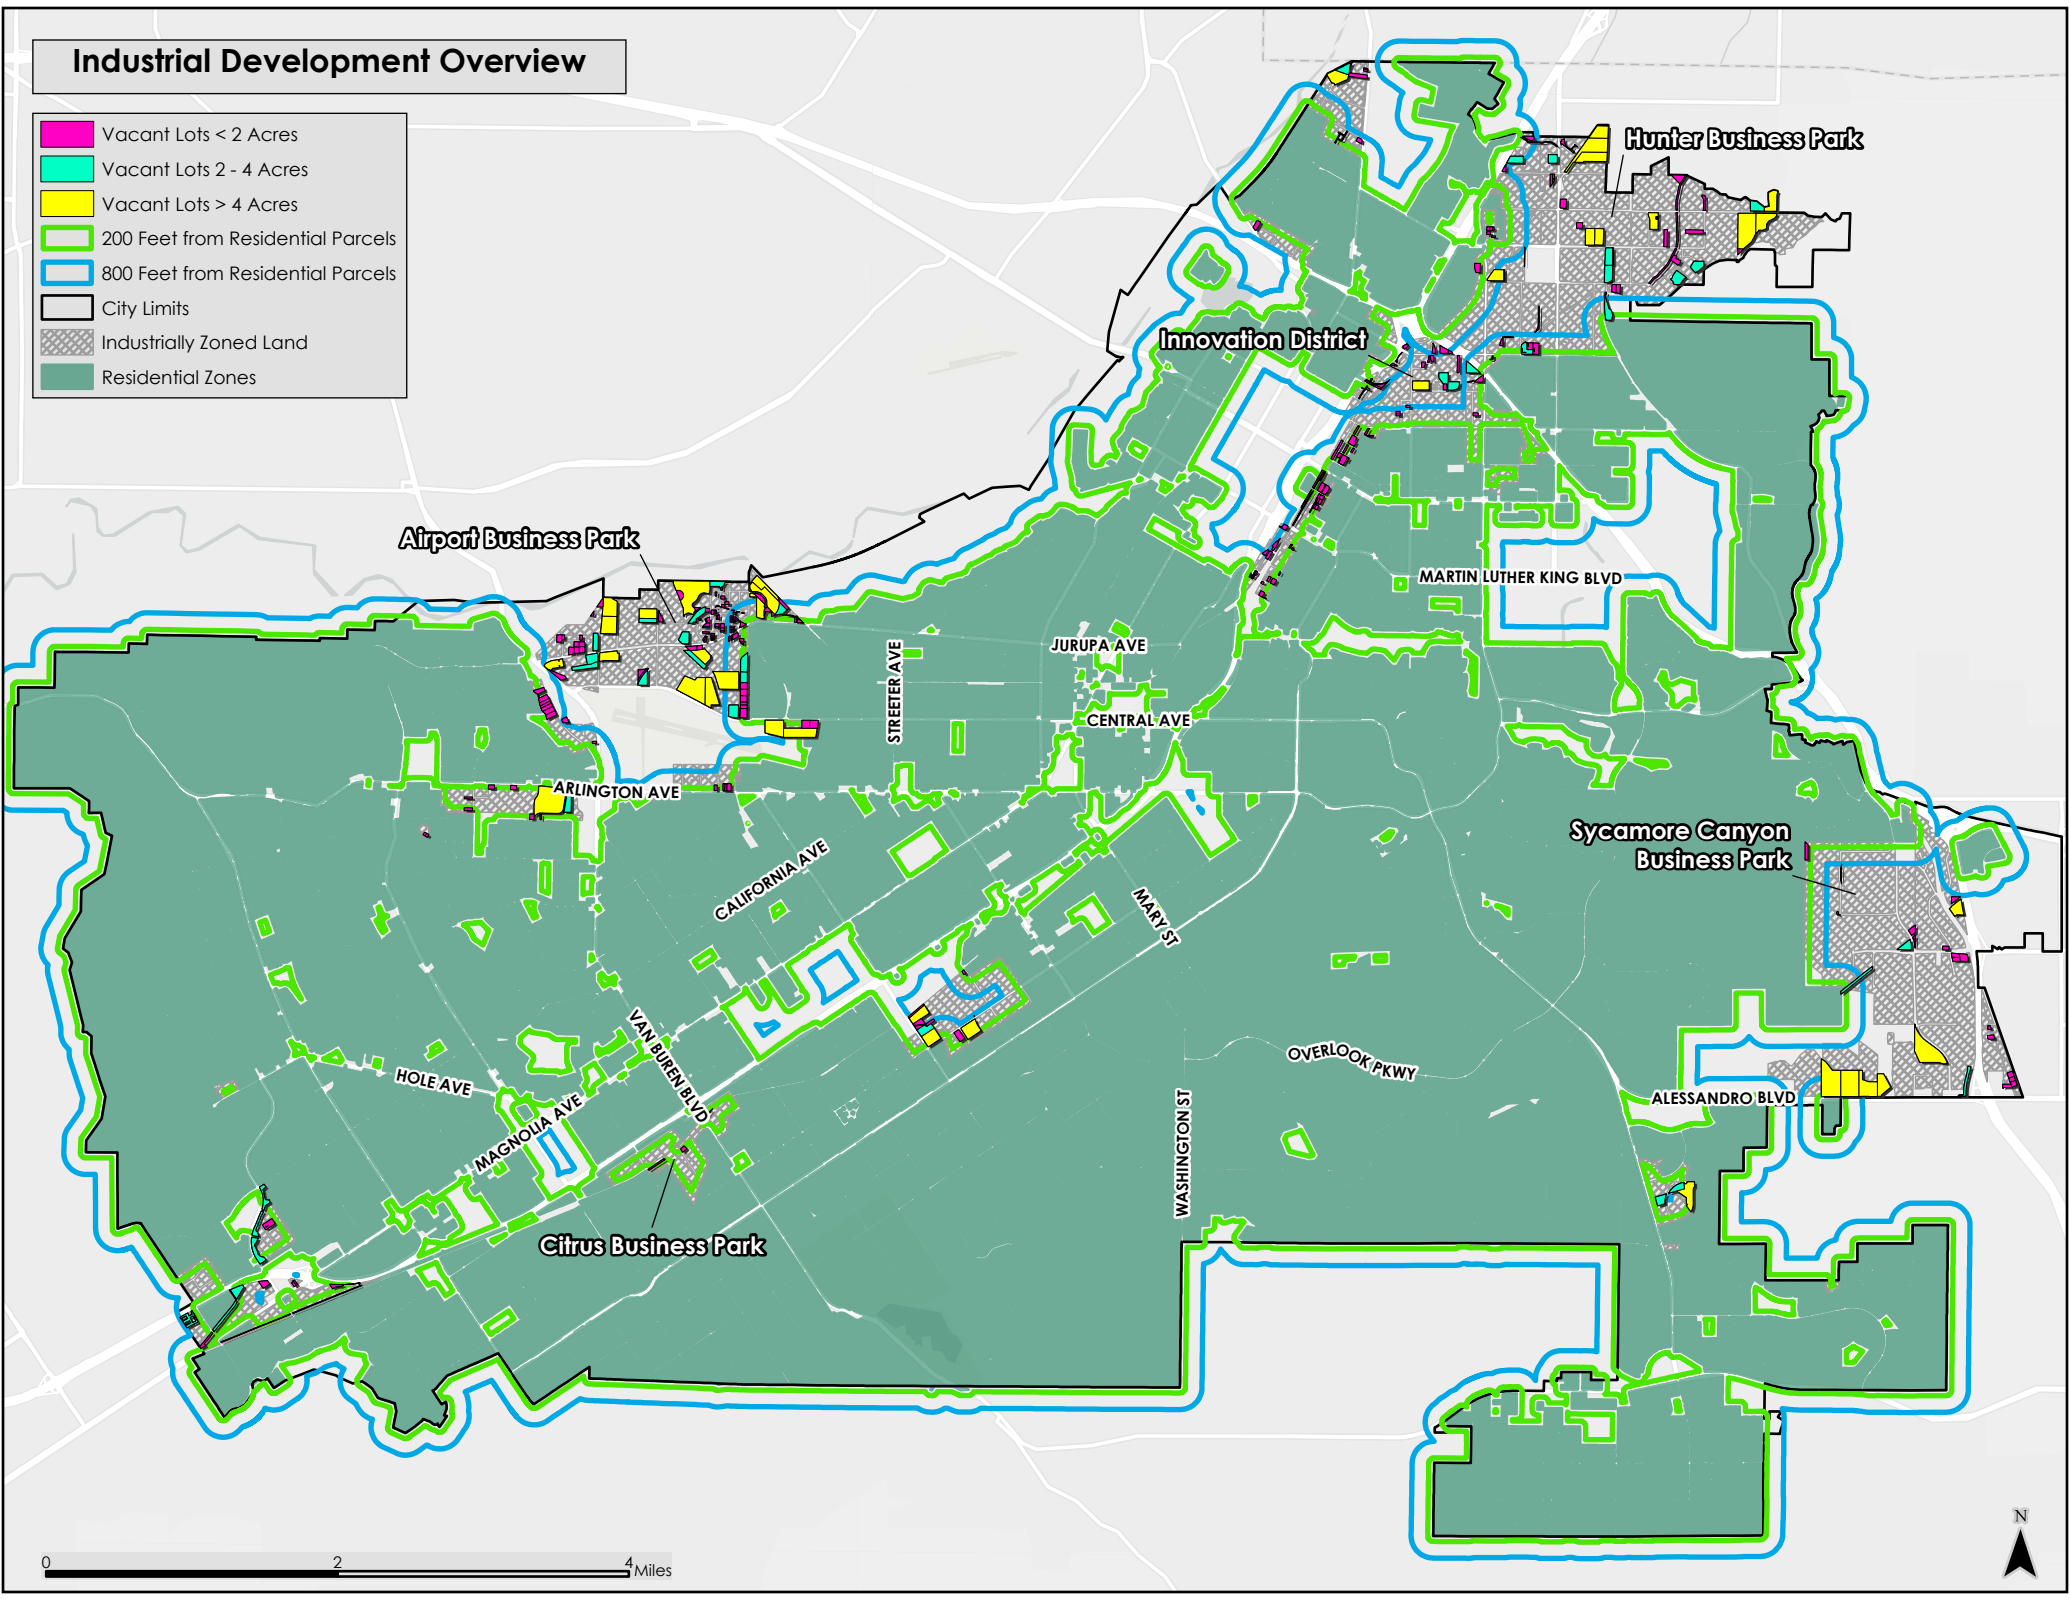 Industrial Development Overview
Vacant Lots < 2 Acres
Vacant Lots 2 - 4 Acres
Vacant Lots > 4 Acres
200 Feet from Residential Parcels
800 Feet from Residential Parcels
City Limits
Industrially Zoned Land
Residential Zones
Hunter Business Park
Innovation District
Airport Business Park
MARTIN LUTHER KING BLVD
JURUPA AVE
STREETER AVE
CENTRAL AVE
ARLINGTON AVE
Sycamore Canyon
Business Park
CALIFORNIA AVE
MARY ST
VAN BUREN BLVD
OVERLOOK PKWY
HOLE AVE
ALESSANDRO BLVD
MAGNOLIA AVE
WASHINGTON ST
Citrus Business Park
N
0 2 4
Miles